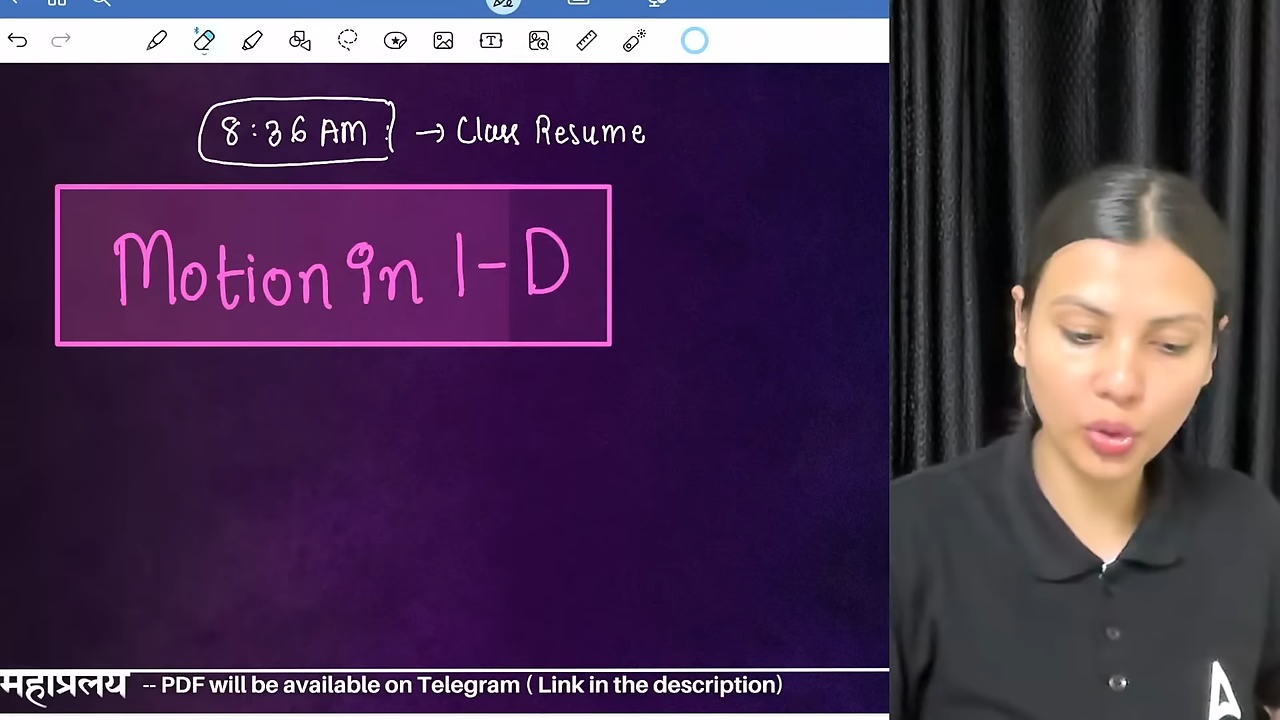 8:36 AM → Class Resume
Motion in 1-D
महाप्रलय -- PDF will be available on Telegram ( Link in the description)